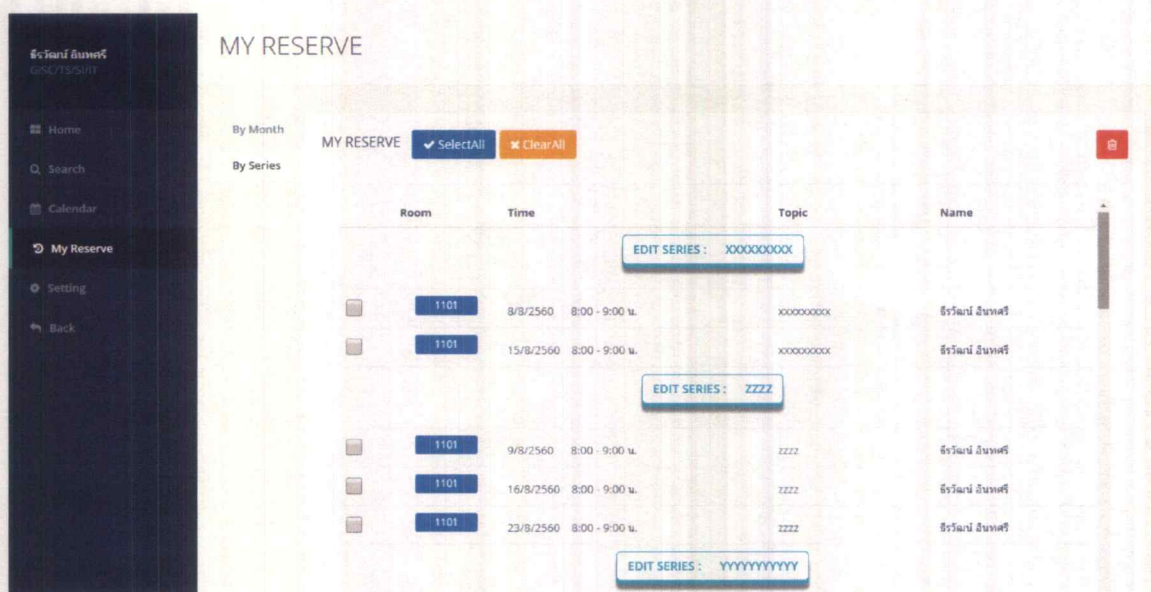 MY RESERVE
ธีรวัฒน์ อินทศรี
GISC/TS/SI/IT
Home
Search
Calendar
My Reserve
Setting
Back
By Month
By Series
MY RESERVE SelectAll ClearAll
Room Time Topic Name
EDIT SERIES : XXXXXXXXX
1101 8/8/2560 8:00 - 9:00 น. xxxxxxxxx ธีรวัฒน์ อินทศรี
1101 15/8/2560 8:00 - 9:00 น. xxxxxxxxx ธีรวัฒน์ อินทศรี
EDIT SERIES : ZZZZ
1101 9/8/2560 8:00 - 9:00 น. zzzz ธีรวัฒน์ อินทศรี
1101 16/8/2560 8:00 - 9:00 น. zzzz ธีรวัฒน์ อินทศรี
1101 23/8/2560 8:00 - 9:00 น. zzzz ธีรวัฒน์ อินทศรี
EDIT SERIES : YYYYYYYYYYY